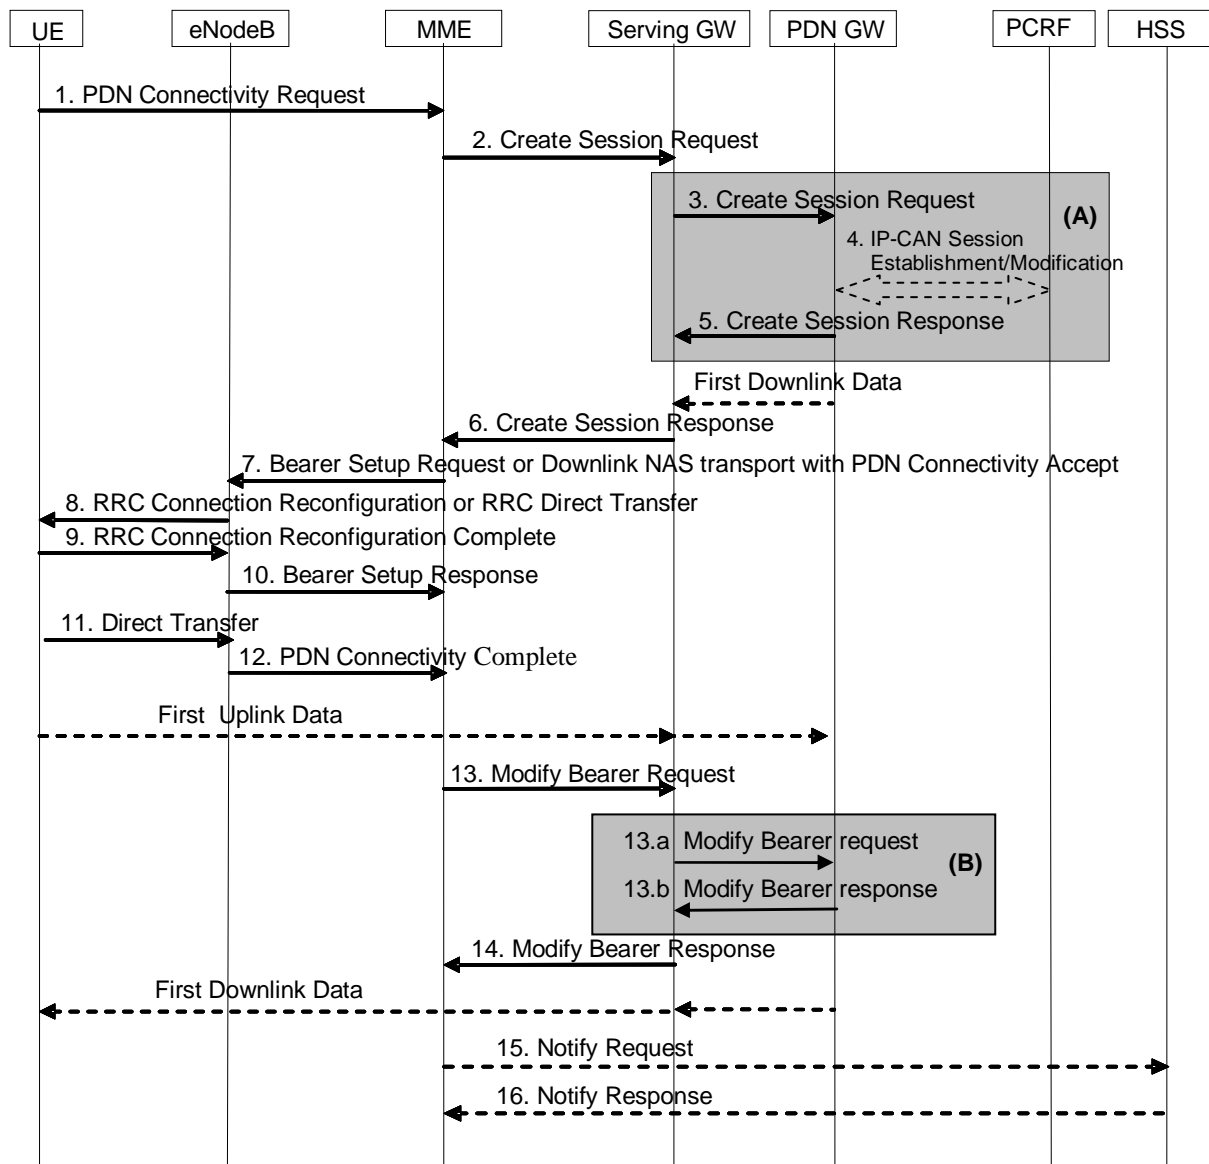 UE eNodeB MME Serving GW PDN GW PCRF HSS
1. PDN Connectivity Request
2. Create Session Request
3. Create Session Request
(A)
4. IP-CAN Session
Establishment/Modification
5. Create Session Response
First Downlink Data
6. Create Session Response
7. Bearer Setup Request or Downlink NAS transport with PDN Connectivity Accept
8. RRC Connection Reconfiguration or RRC Direct Transfer
9. RRC Connection Reconfiguration Complete
10. Bearer Setup Response
11. Direct Transfer
12. PDN Connectivity Complete
First Uplink Data
13. Modify Bearer Request
13.a Modify Bearer request
(B)
13.b Modify Bearer response
14. Modify Bearer Response
First Downlink Data
15. Notify Request
16. Notify Response